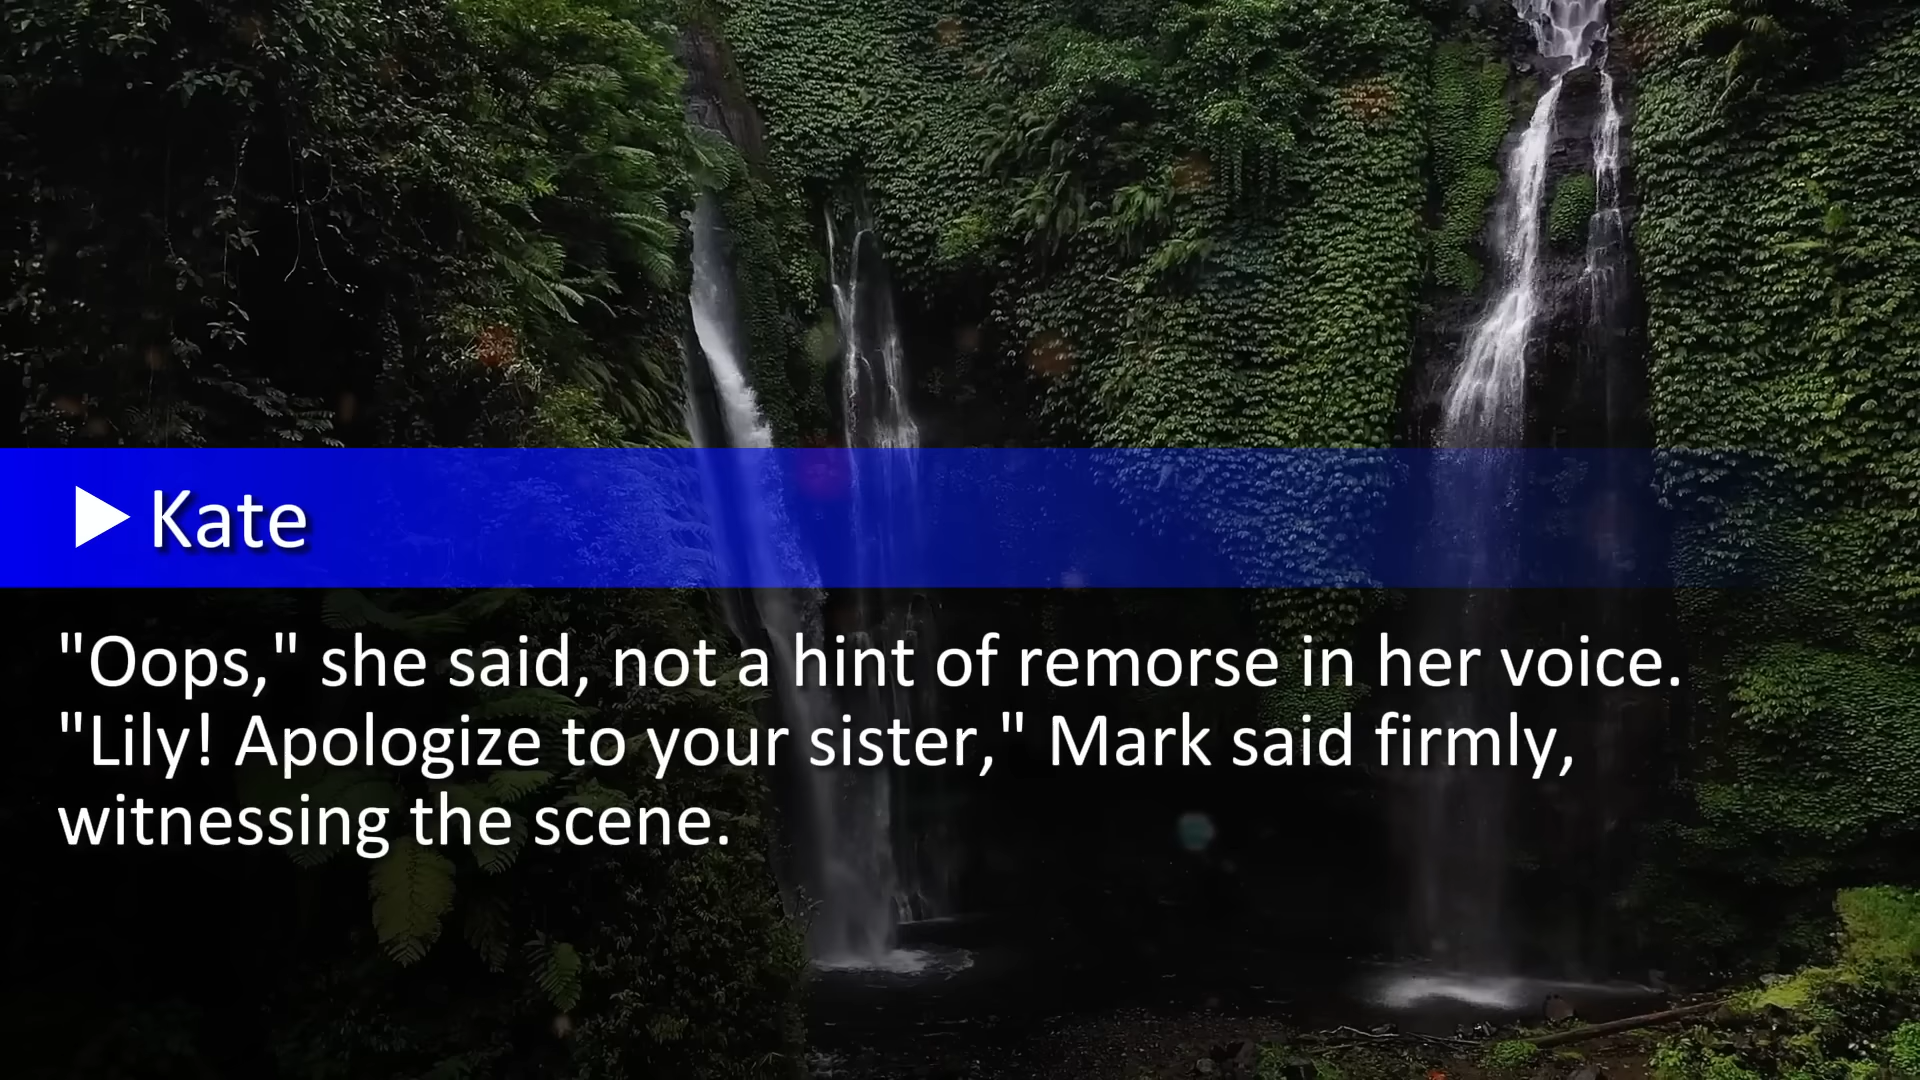 Kate
"Oops," she said, not a hint of remorse in her voice.
"Lily! Apologize to your sister," Mark said firmly,
witnessing the scene.